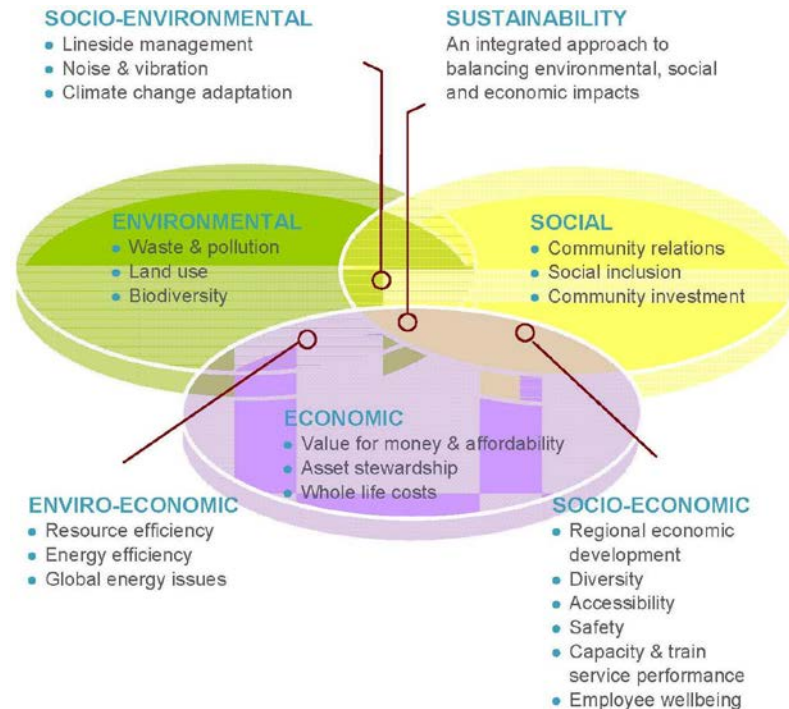 SOCIO-ENVIRONMENTAL
• Lineside management
• Noise & vibration
• Climate change adaptation
SUSTAINABILITY
An integrated approach to
balancing environmental, social
and economic impacts
ENVIRONMENTAL
• Waste & pollution
• Land use
• Biodiversity
SOCIAL
• Community relations
• Social inclusion
• Community investment
ECONOMIC
• Value for money & affordability
• Asset stewardship
• Whole life costs
ENVIRO-ECONOMIC
• Resource efficiency
• Energy efficiency
• Global energy issues
SOCIO-ECONOMIC
• Regional economic
development
• Diversity
• Accessibility
• Safety
• Capacity & train
service performance
• Employee wellbeing